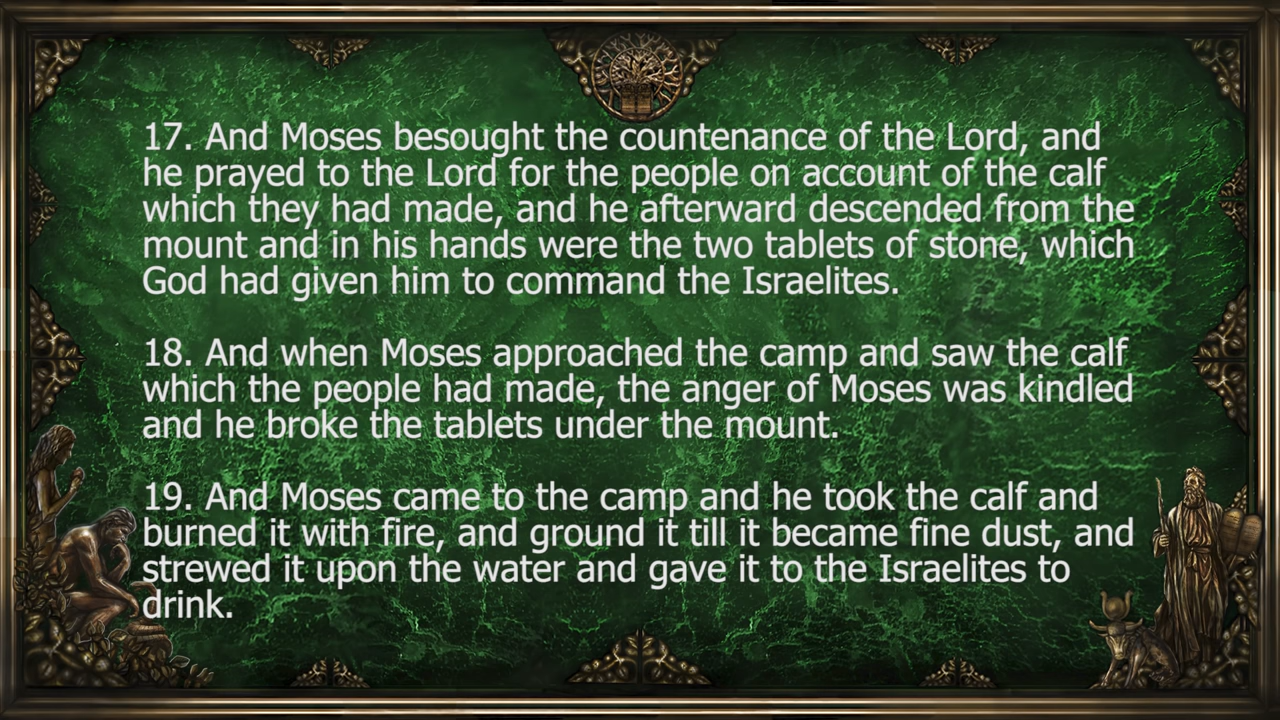 17. And Moses besought the countenance of the Lord, and
he prayed to the Lord for the people on account of the calf
which they had made, and he afterward descended from the
mount and in his hands were the two tablets of stone, which
God had given him to command the Israelites.
18. And when Moses approached the camp and saw the calf
which the people had made, the anger of Moses was kindled
and he broke the tablets under the mount.
19. And Moses came to the camp and he took the calf and
burned it with fire, and ground it till it became fine dust, and
strewed it upon the water and gave it to the Israelites to
drink.